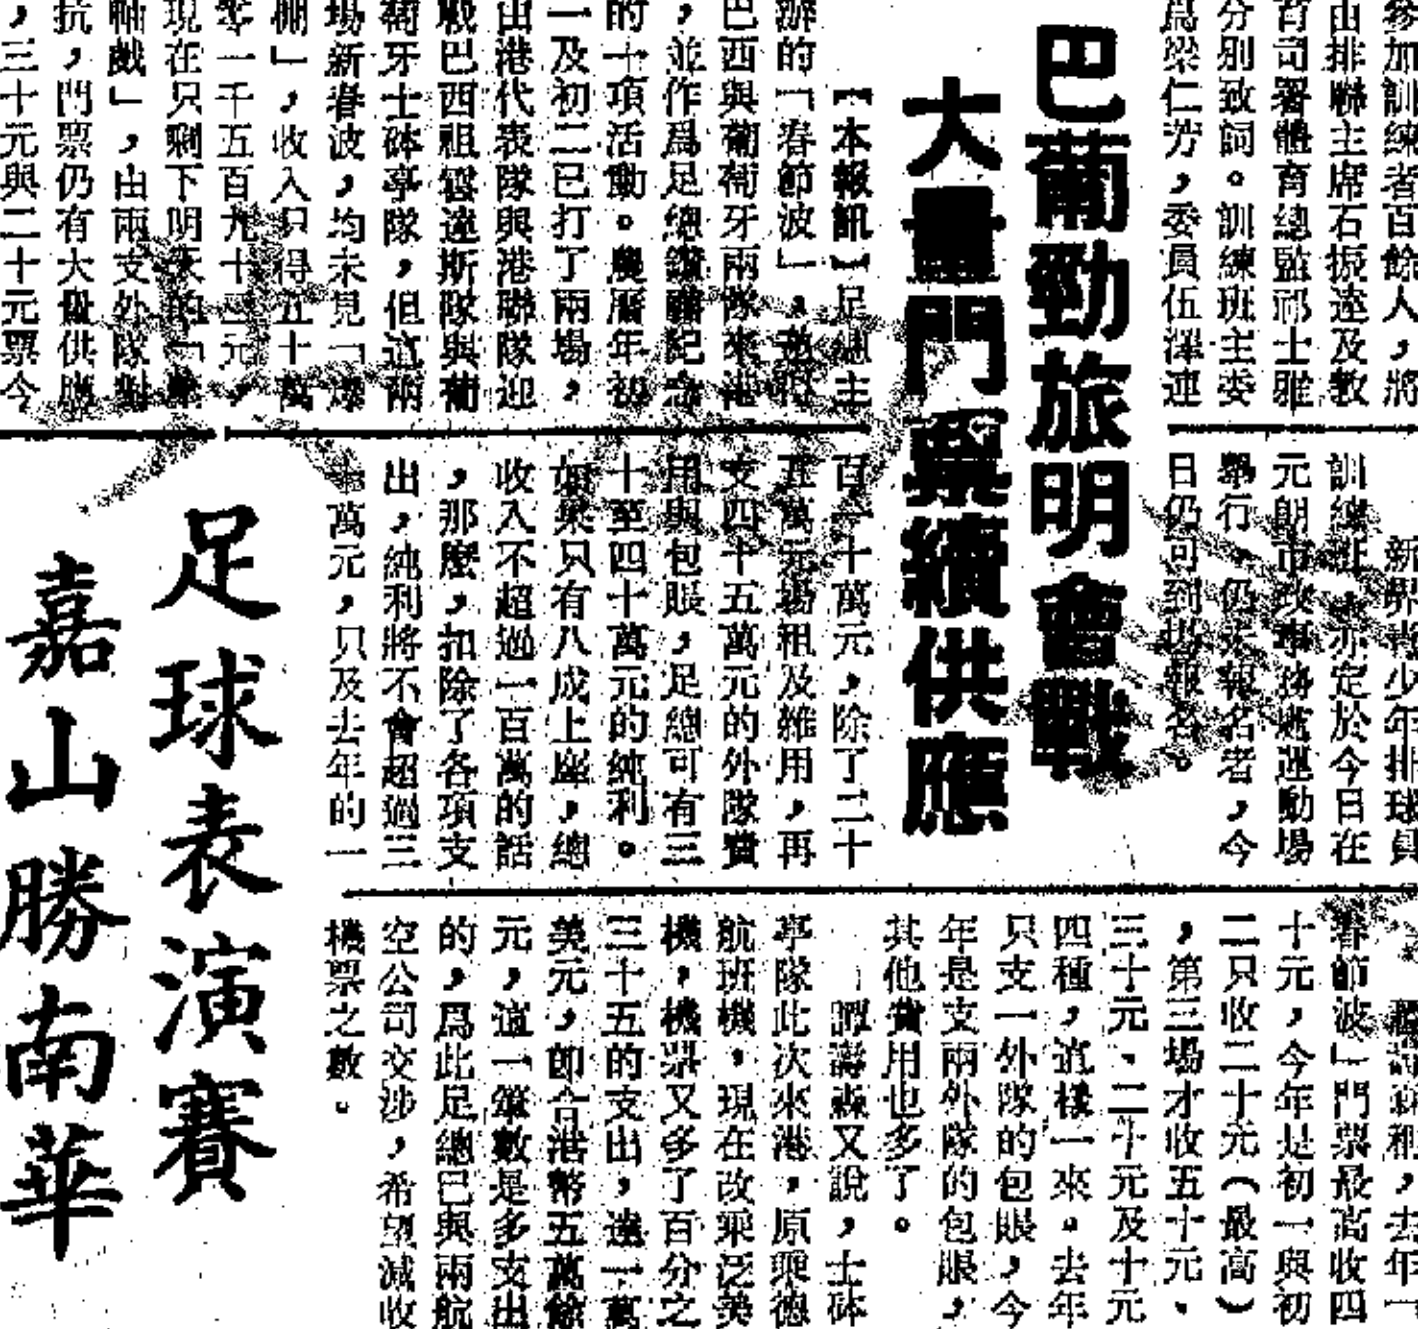 參加訓練者百餘人，將
由排聯主席石振達及敎
育司署體育總監祁士雅
分別致詞。訓練班主委
爲梁仁芳，委員伍澤連
新界靑少年排球員
訓練班，亦定於今日在
元朗市政事務處運動場
舉行，仍未報名者，今
日仍可到場報名。
巴葡勁旅明會戰
大量門票續供應
【本報訊】足總主
辦的「春節波」，邀得
巴西與葡萄牙兩隊來港
，並作爲足總鑽禧紀念
的十項活動。農曆年初
一及初二已打了兩場，
由港代表隊與港聯隊迎
戰巴西祖雲達斯隊與葡
萄牙士砵亭隊，但這兩
場新春波，均未見「爆
棚」，收入只得五十萬
零一千五百九十二元，
現在只剩下明天的「壓
軸戲」，由兩支外隊對
抗，門票仍有大量供應
，三十元與二十元票今
百一十萬元，除了二十
五萬元場租及雜用，再
支四十五萬元的外隊費
用與包賬，足總可有三
十至四十萬元的純利。
如果只有八成上座，總
收入不超過一百萬的話
，那麽，扣除了各項支
出，純利將不會超過三
十萬元，只及去年的一
，去年一
春節波」門票最高收四
十元，今年是初一與初
二只收二十元（最高）
，第三場才收五十元、
三十元、二十元及十元
四種，這樣一來。去年
只支一外隊的包賬，今
年是支兩外隊的包賬，
其他費用也多了。
譚壽森又說，士砵
亭隊此次來港，原乘德
航班機，現在改乘泛美
機，機票又多了百分之
三十五的支出，達一萬
美元，卽合港幣五萬餘
元，這一筆數是多支出
的，爲此足總已與兩航
空公司交涉，希望減收
機票之數。
足球表演賽
嘉山勝南華